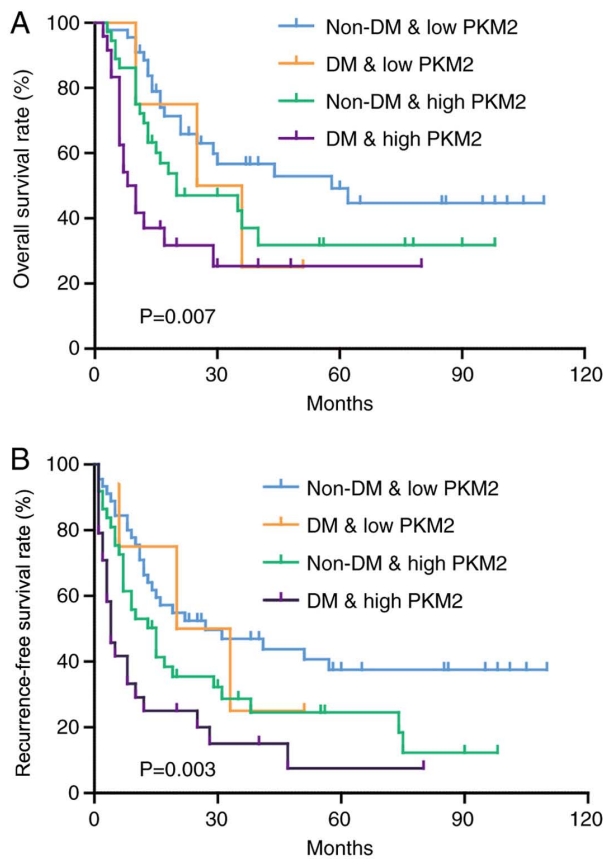 A
100
80
60
40
20
0
Overall survival rate (%)
Non-DM & low PKM2
DM & low PKM2
Non-DM & high PKM2
DM & high PKM2
P=0.007
0 30 60 90 120
Months
B
100
80
60
40
20
0
Recurrence-free survival rate (%)
Non-DM & low PKM2
DM & low PKM2
Non-DM & high PKM2
DM & high PKM2
P=0.003
0 30 60 90 120
Months